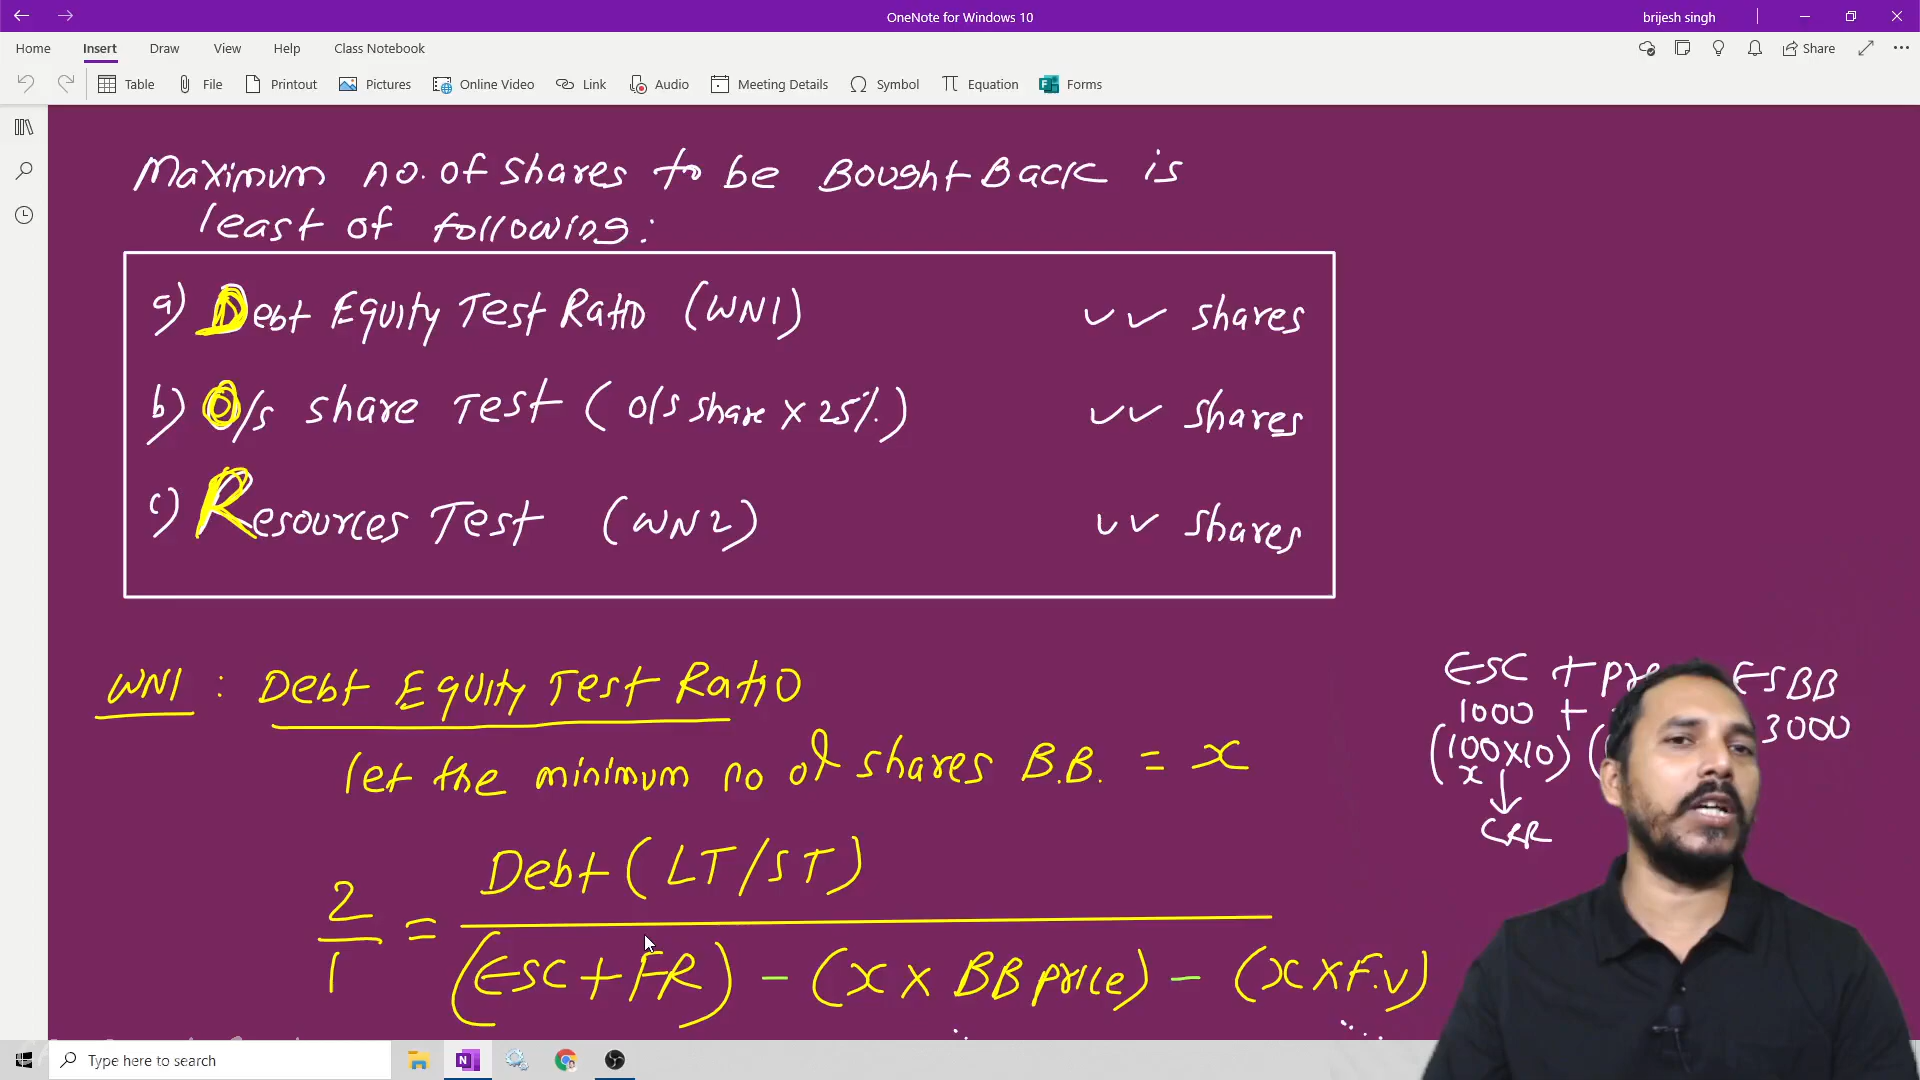 OneNote for Windows 10
brijesh singh
Home Insert Draw View Help Class Notebook
Share
Table File Printout Pictures Online Video Link Audio Meeting Details Symbol Equation Forms
Maximum no. of shares to be Bought Back is
least of following:
a) Debt Equity Test Ratio (WN1) shares
b) O/s share Test (O/s share x 25%) shares
c) Resources Test (WN2) shares
WN1 : Debt Equity Test Ratio
let the minimum no of shares B.B. = x
2/1 = Debt (LT/ST)
(ESC + FR) - (x x BB price) - (x x F.V)
ESC + ESBB
1000 + 3000
(100x10) (
x
CRR
Type here to search